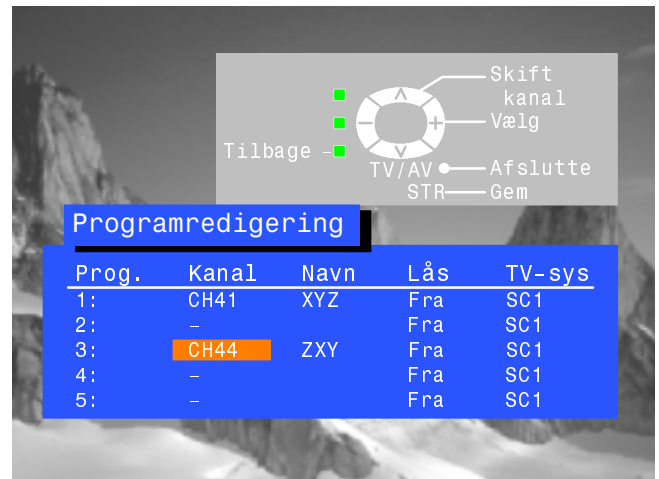 Skift
kanal
Vælg
Tilbage –
TV/AV Afslutte
STR Gem
Programredigering
Prog. Kanal Navn Lås TV-sys
1: CH41 XYZ Fra SC1
2: – Fra SC1
3: CH44 ZXY Fra SC1
4: – Fra SC1
5: – Fra SC1